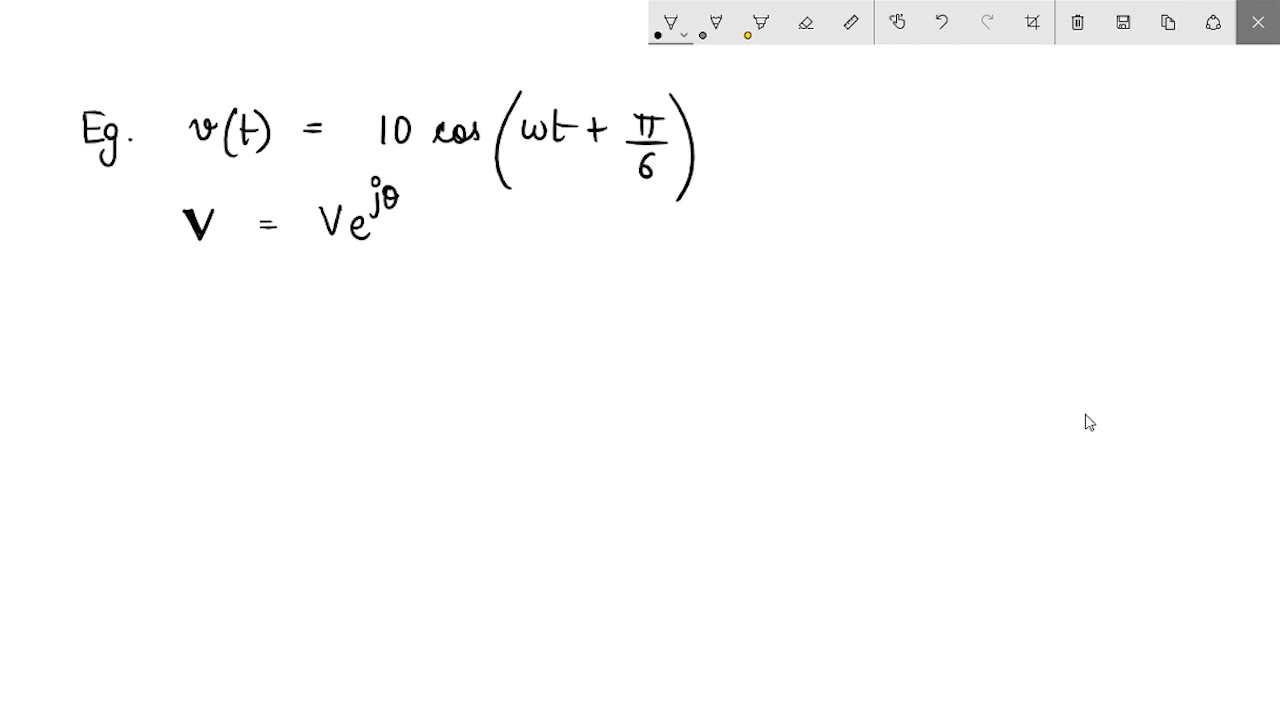 Eg. v(t) = 10 cos(ωt + π/6)
V = Ve^jθ